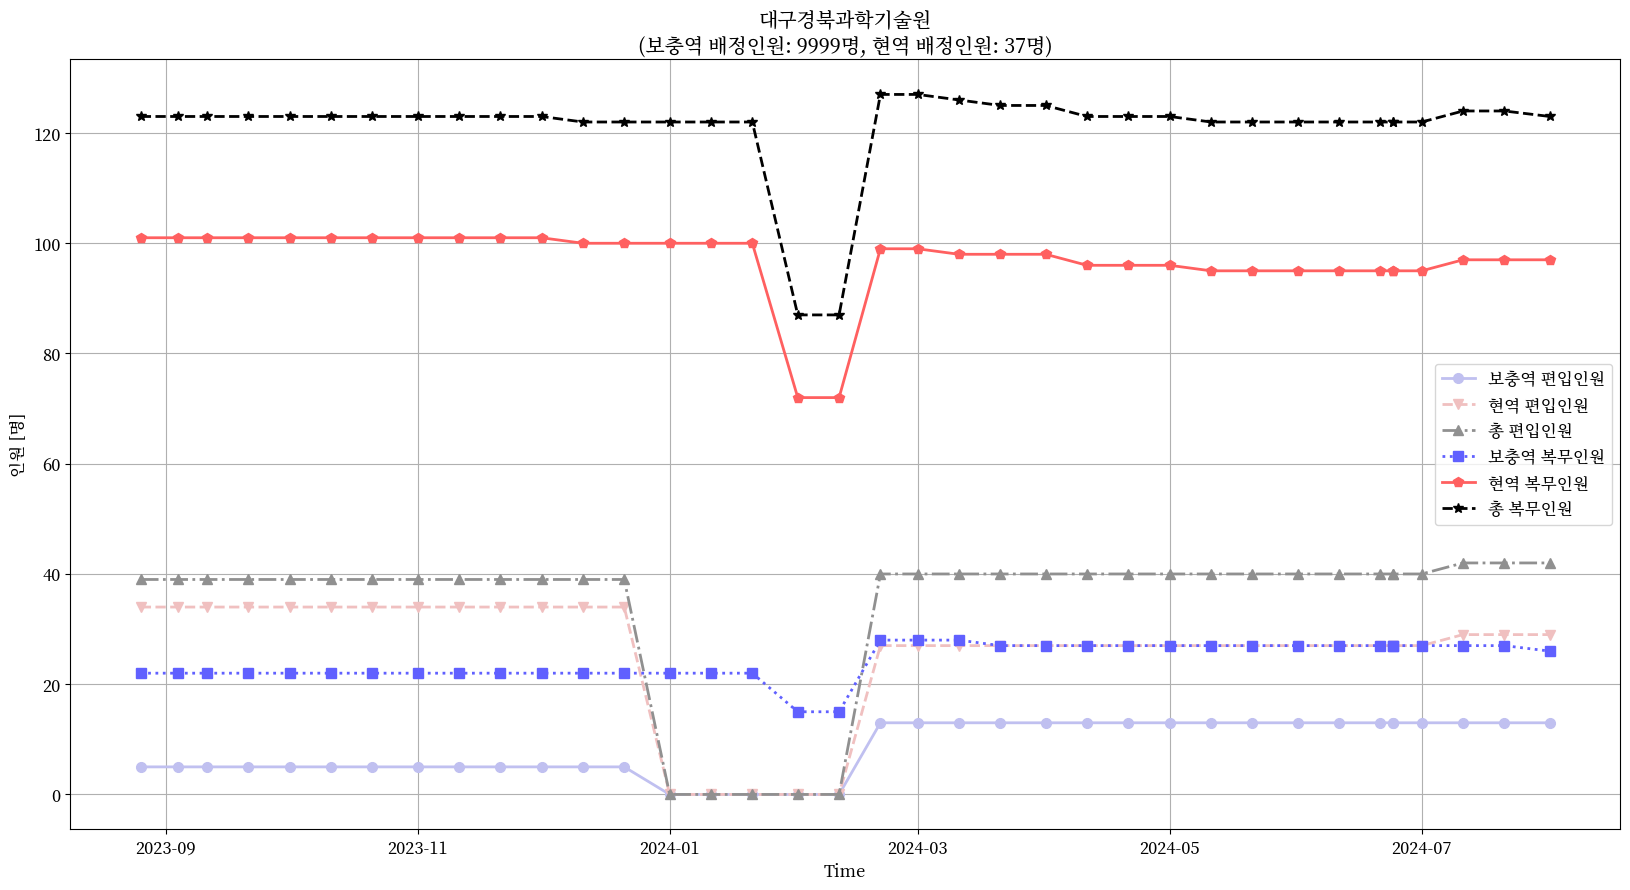 대구경북과학기술원
(보충역 배정인원: 9999명, 현역 배정인원: 37명)
인원 [명]
120
100
80
60
40
20
0
보충역 편입인원
현역 편입인원
총 편입인원
보충역 복무인원
현역 복무인원
총 복무인원
2023-09
2023-11
2024-01
2024-03
2024-05
2024-07
Time